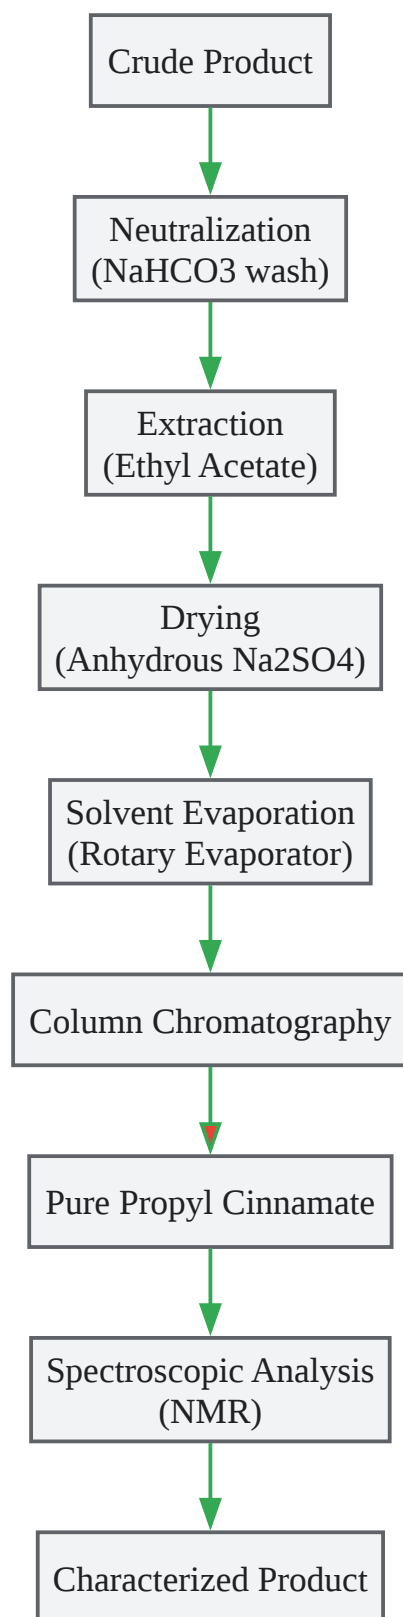 Crude Product
Neutralization
(NaHCO3 wash)
Extraction
(Ethyl Acetate)
Drying
(Anhydrous Na2SO4)
Solvent Evaporation
(Rotary Evaporator)
Column Chromatography
Pure Propyl Cinnamate
Spectroscopic Analysis
(NMR)
Characterized Product